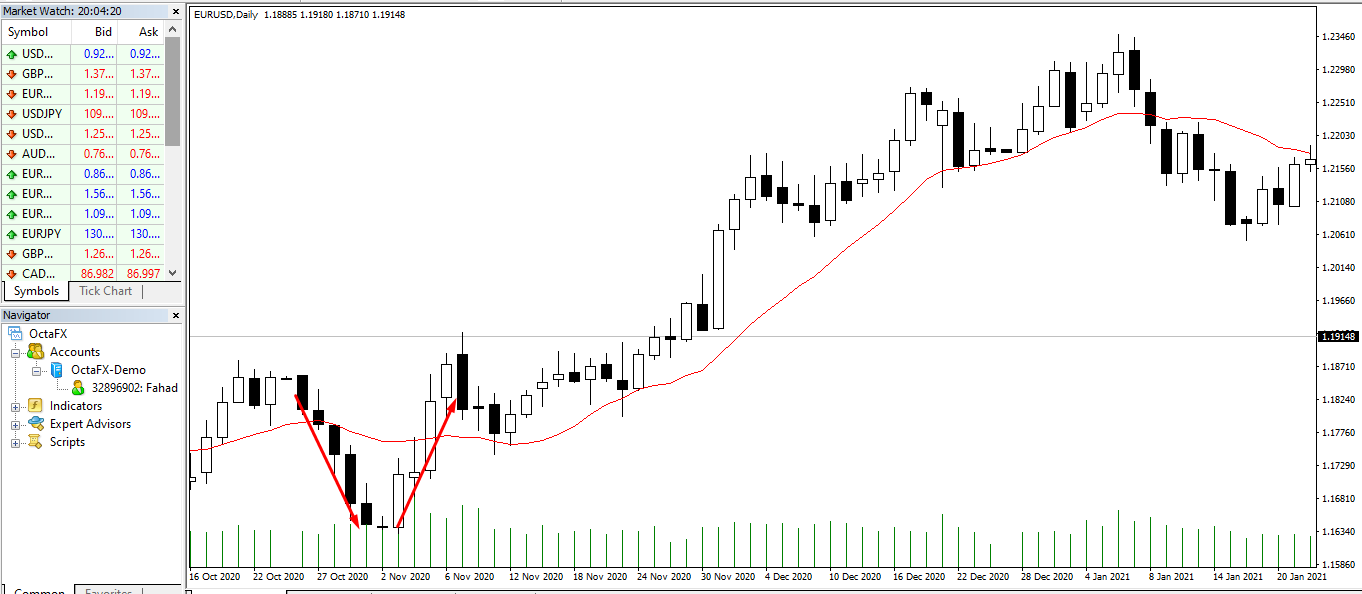 Market Watch: 20:04:20
Symbol Bid Ask
USD... 0.92... 0.92...
GBP... 1.37... 1.37...
EUR... 1.19... 1.19...
USDJPY 109.... 109....
USD... 1.25... 1.25...
AUD... 0.76... 0.76...
EUR... 0.86... 0.86...
EUR... 1.56... 1.56...
EUR... 1.09... 1.09...
EURJPY 130.... 130....
GBP... 1.26... 1.26...
CAD... 86.982 86.997
Symbols Tick Chart
Navigator
OctaFX
Accounts
OctaFX-Demo
32896902: Fahad
Indicators
Expert Advisors
Scripts
Common Favorites
EURUSD,Daily 1.18885 1.19180 1.18710 1.19148
1.23460
1.22980
1.22510
1.22030
1.21560
1.21080
1.20610
1.20140
1.19660
1.19148
1.18710
1.18240
1.17760
1.17290
1.16810
1.16340
1.15860
16 Oct 2020 22 Oct 2020 27 Oct 2020 2 Nov 2020 6 Nov 2020 12 Nov 2020 18 Nov 2020 24 Nov 2020 30 Nov 2020 4 Dec 2020 10 Dec 2020 16 Dec 2020 22 Dec 2020 28 Dec 2020 4 Jan 2021 8 Jan 2021 14 Jan 2021 20 Jan 2021